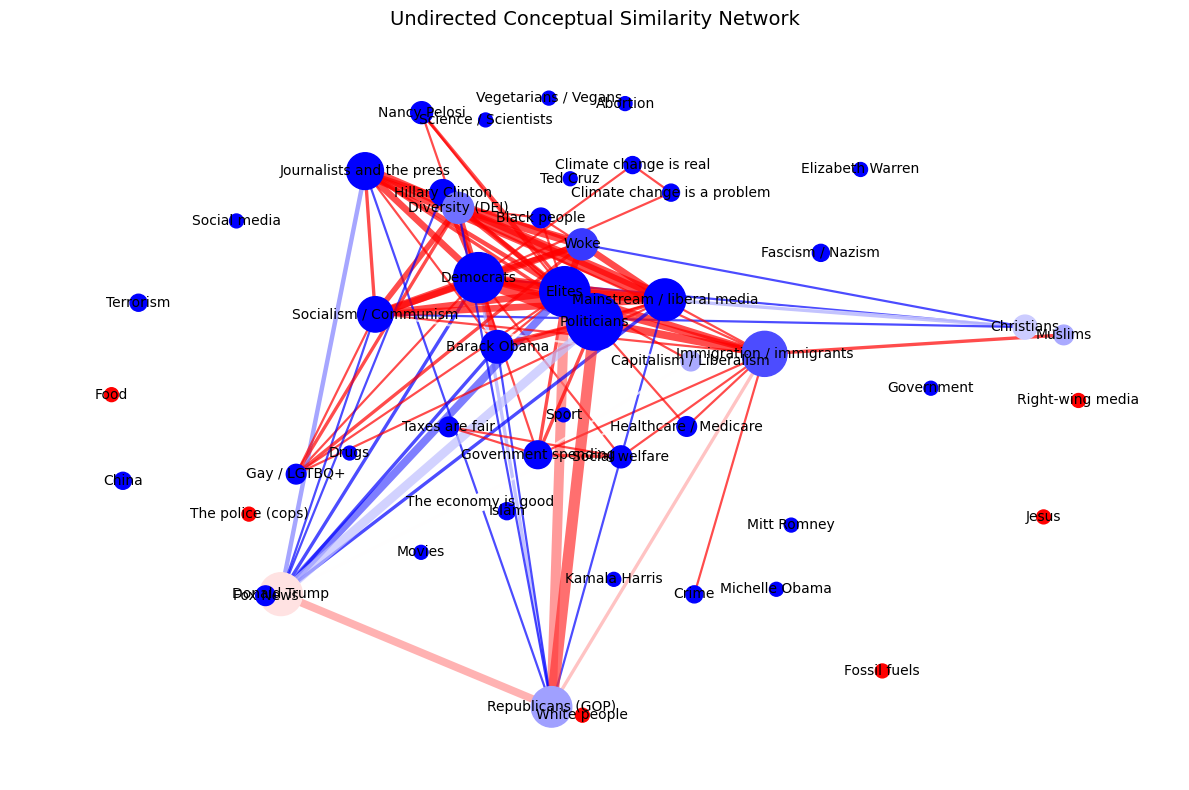 Undirected Conceptual Similarity Network
Vegetarians / Vegans
Abortion
Nancy Pelosi
Science / Scientists
Climate change is real
Elizabeth Warren
Journalists and the press
Ted Cruz
Hillary Clinton
Climate change is a problem
Diversity (DEI)
Black people
Social media
Woke
Fascism / Nazism
Democrats
Elites
Mainstream / liberal media
Terrorism
Socialism / Communism
Politicians
Christians
Muslims
Barack Obama
Immigration / immigrants
Capitalism / Liberalism
Government
Food
Right-wing media
Sport
Taxes are fair
Healthcare / Medicare
Drugs
Government spending
Social welfare
Gay / LGTBQ+
China
The economy is good
Islam
The police (cops)
Jesus
Mitt Romney
Movies
Kamala Harris
Michelle Obama
Donald Trump
Fox News
Crime
Fossil fuels
Republicans (GOP)
White people